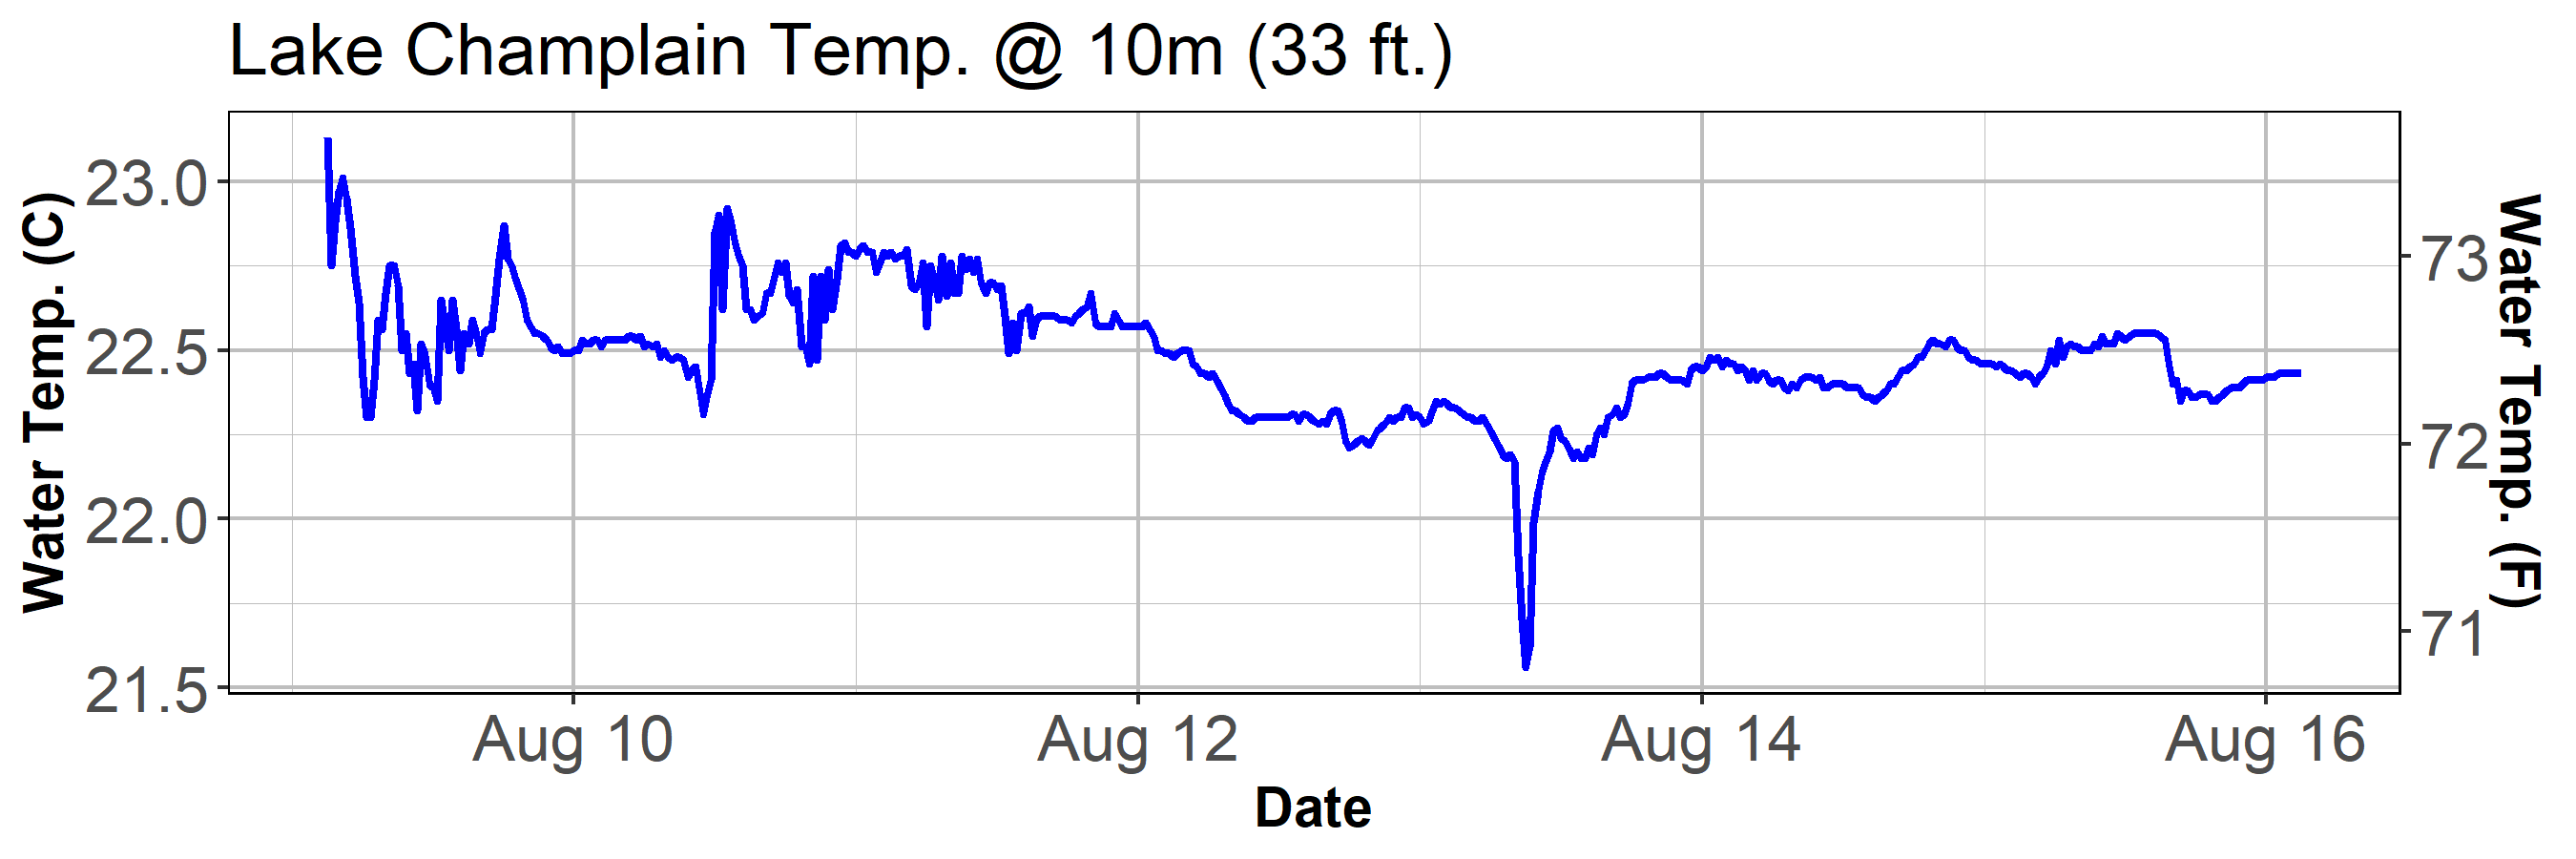 Lake Champlain Temp. @ 10m (33 ft.)
Water Temp. (C)
23.0
22.5
22.0
21.5
73
72
71
Water Temp. (F)
Aug 10 Aug 12 Aug 14 Aug 16
Date